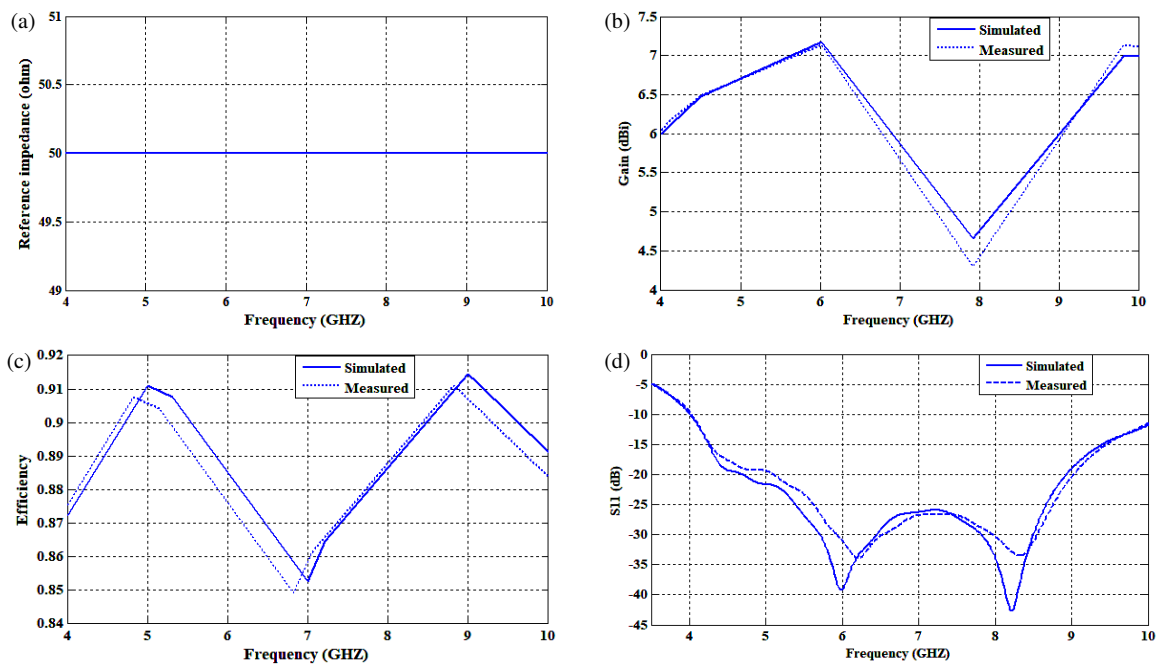 (a)
Reference impedance (ohm)
51
50.5
50
49.5
49
4 5 6 7 8 9 10
Frequency (GHZ)
(b)
Gain (dBi)
7.5
7
6.5
6
5.5
5
4.5
4
Simulated
Measured
4 5 6 7 8 9 10
Frequency (GHZ)
(c)
Efficiency
0.92
0.91
0.9
0.89
0.88
0.87
0.86
0.85
0.84
Simulated
Measured
4 5 6 7 8 9 10
Frequency (GHZ)
(d)
S11 (dB)
0
-5
-10
-15
-20
-25
-30
-35
-40
-45
Simulated
Measured
4 5 6 7 8 9 10
Frequency (GHZ)